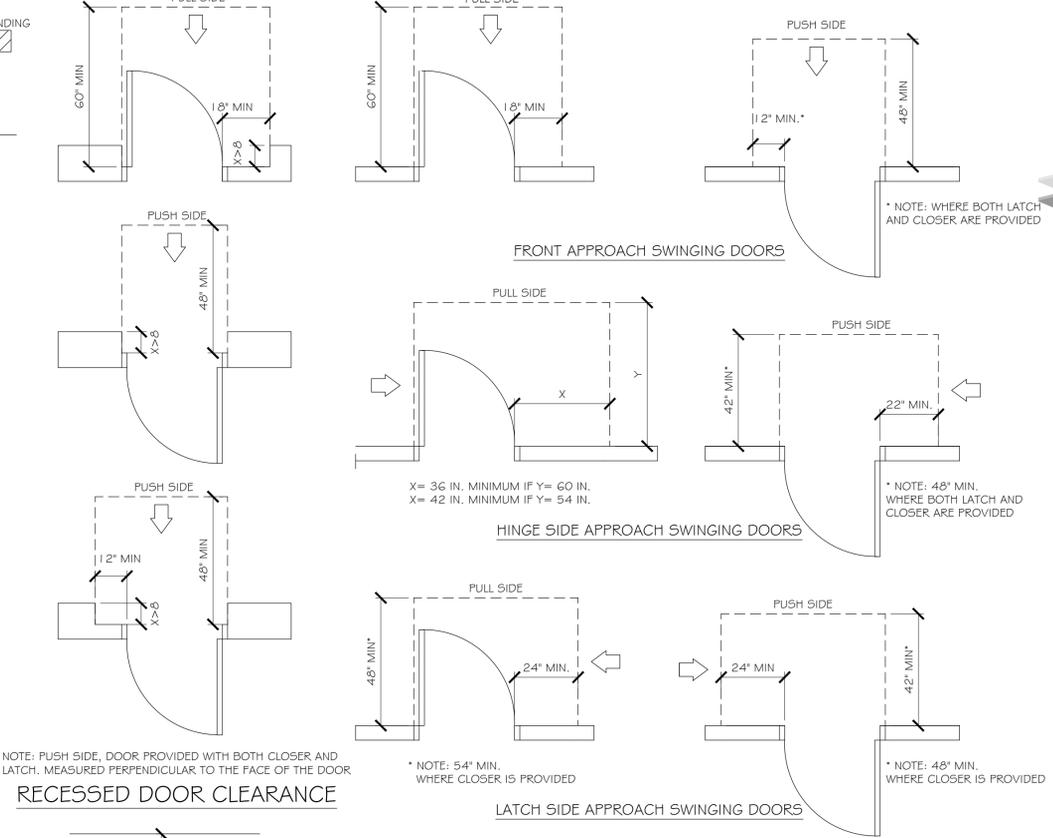 PULL SIDE
60" MIN
18" MIN
X>8
PULL SIDE
60" MIN
18" MIN
PUSH SIDE
12" MIN.*
48" MIN
* NOTE: WHERE BOTH LATCH
AND CLOSER ARE PROVIDED
FRONT APPROACH SWINGING DOORS
PUSH SIDE
48" MIN
X>8
PULL SIDE
X
Y
X= 36 IN. MINIMUM IF Y= 60 IN.
X= 42 IN. MINIMUM IF Y= 54 IN.
PUSH SIDE
42" MIN*
22" MIN.
* NOTE: 48" MIN.
WHERE BOTH LATCH AND
CLOSER ARE PROVIDED
HINGE SIDE APPROACH SWINGING DOORS
PUSH SIDE
12" MIN
48" MIN
X>8
NOTE: PUSH SIDE, DOOR PROVIDED WITH BOTH CLOSER AND
LATCH. MEASURED PERPENDICULAR TO THE FACE OF THE DOOR
RECESSED DOOR CLEARANCE
PULL SIDE
48" MIN*
24" MIN.
* NOTE: 54" MIN.
WHERE CLOSER IS PROVIDED
PUSH SIDE
24" MIN
42" MIN*
* NOTE: 48" MIN.
WHERE CLOSER IS PROVIDED
LATCH SIDE APPROACH SWINGING DOORS